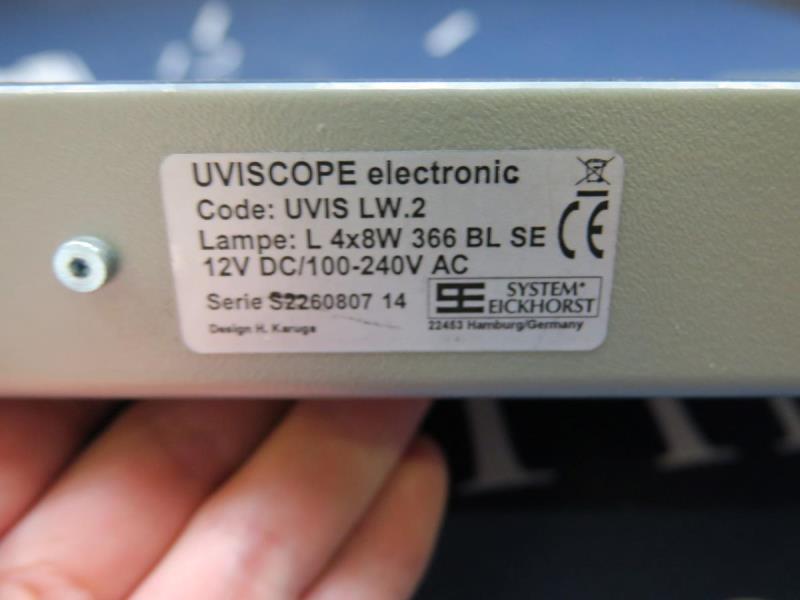 UVISCOPE electronic
Code: UVIS LW.2
Lampe: L 4x8W 366 BL SE
CE
12V DC/100-240V AC
Serie S2260807 14
SE SYSTEM*
EICKHORST
Design H. Karuga
22453 Hamburg/Germany